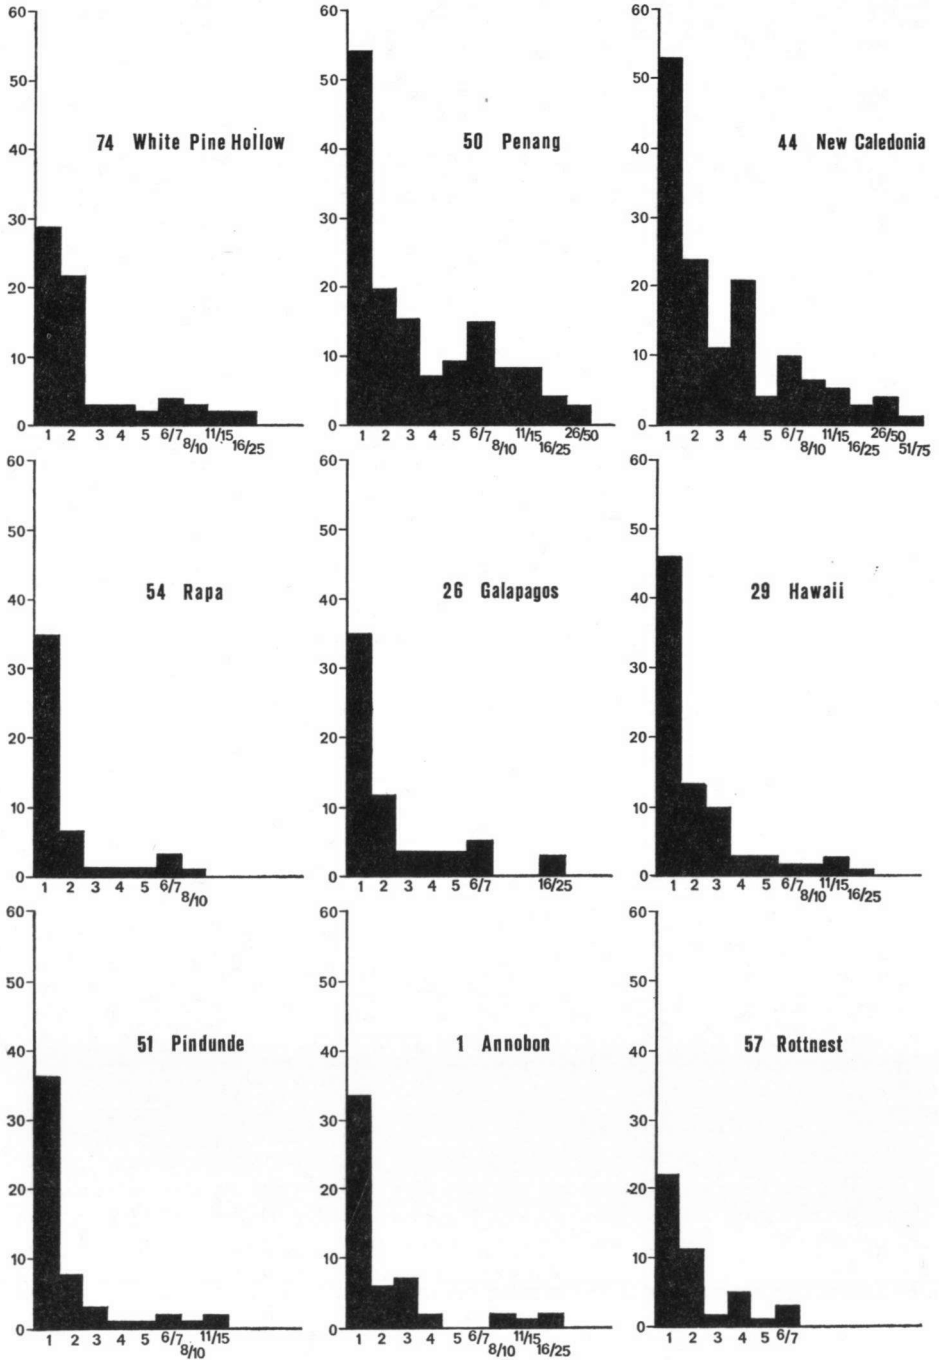 60 60 60
50 50 50
74 White Pine Hollow 50 Penang 44 New Caledonia
40 40 40
30 30 30
20 20 20
10 10 10
0 0 0
1 2 3 4 5 6/7 11/15 1 2 3 4 5 6/7 11/15 26/50 1 2 3 4 5 6/7 11/15 26/50
8/10 16/25 8/10 16/25 8/10 16/25 51/75
60 60 60
50 50 50
54 Rapa 26 Galapagos 29 Hawaii
40 40 40
30 30 30
20 20 20
10 10 10
0 0 0
1 2 3 4 5 6/7 1 2 3 4 5 6/7 16/25 1 2 3 4 5 6/7 11/15
8/10 8/10 16/25
60 60 60
50 50 50
51 Pindunde 1 Annobon 57 Rottnest
40 40 40
30 30 30
20 20 20
10 10 10
0 0 0
1 2 3 4 5 6/7 11/15 1 2 3 4 5 6/7 11/15 1 2 3 4 5 6/7
8/10 8/10 16/25